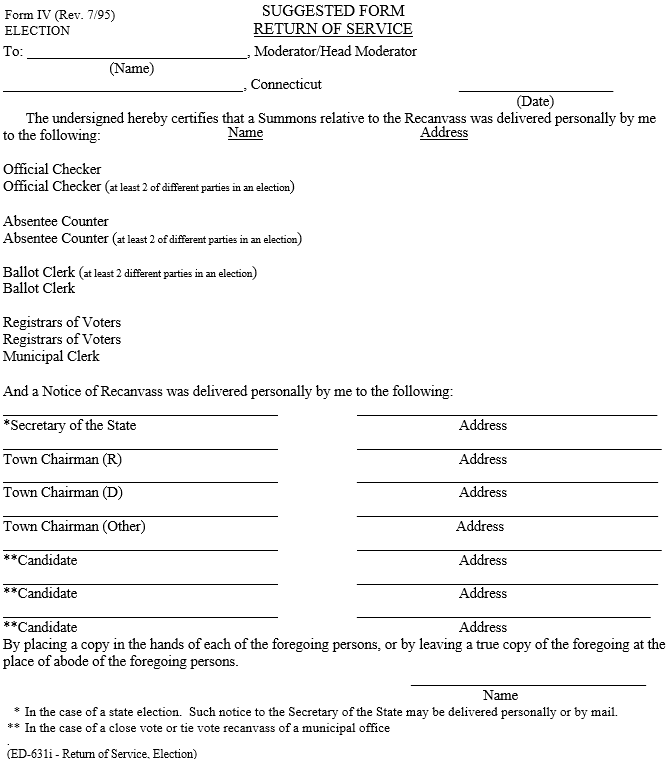 Form IV (Rev. 7/95) SUGGESTED FORM
ELECTION RETURN OF SERVICE
To: ______________________________, Moderator/Head Moderator
(Name)
______________________________, Connecticut ____________________
(Date)
The undersigned hereby certifies that a Summons relative to the Recanvass was delivered personally by me
to the following: Name Address
Official Checker
Official Checker (at least 2 of different parties in an election)
Absentee Counter
Absentee Counter (at least 2 of different parties in an election)
Ballot Clerk (at least 2 different parties in an election)
Ballot Clerk
Registrars of Voters
Registrars of Voters
Municipal Clerk
And a Notice of Recanvass was delivered personally by me to the following:
*Secretary of the State Address
Town Chairman (R) Address
Town Chairman (D) Address
Town Chairman (Other) Address
**Candidate Address
**Candidate Address
**Candidate Address
By placing a copy in the hands of each of the foregoing persons, or by leaving a true copy of the foregoing at the
place of abode of the foregoing persons.
Name
* In the case of a state election. Such notice to the Secretary of the State may be delivered personally or by mail.
** In the case of a close vote or tie vote recanvass of a municipal office
.
(ED-631i - Return of Service, Election)